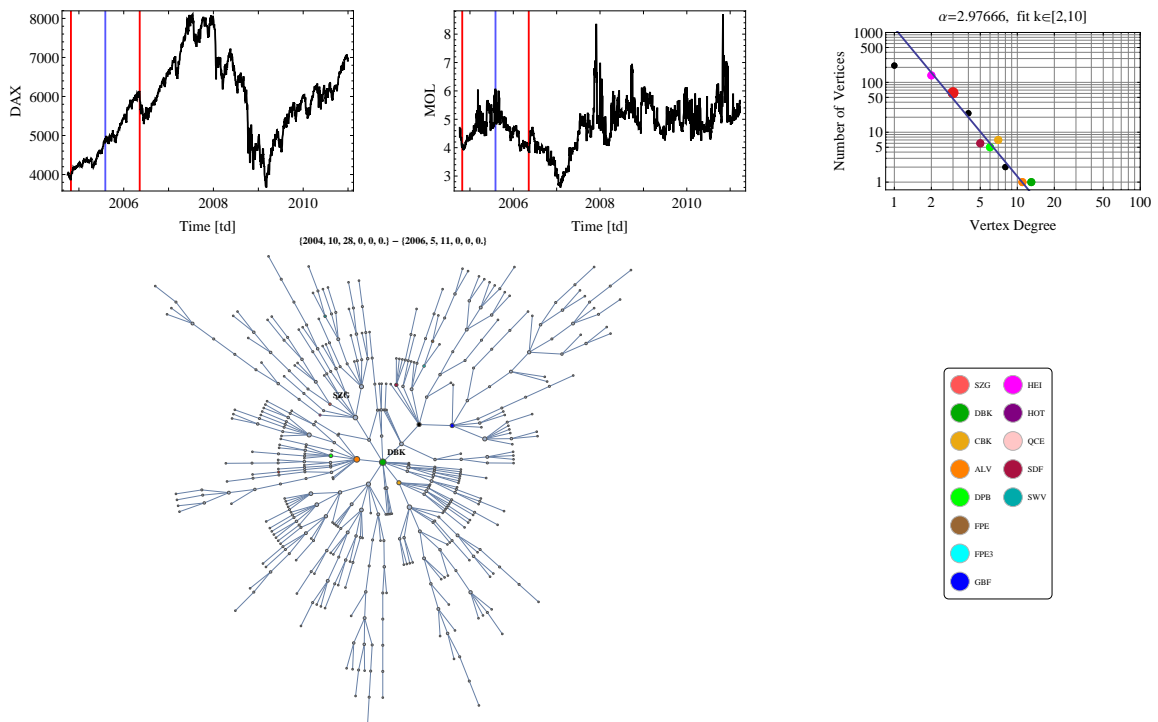 8000
7000
6000
5000
4000
DAX
2006
2008
2010
Time [td]
8
7
6
5
4
3
MOL
2006
2008
2010
Time [td]
α=2.97666, fit k∈[2,10]
1000
500
100
50
10
5
1
Number of Vertices
1
2
5
10
20
50
100
Vertex Degree
{2004, 10, 28, 0, 0, 0.} – {2006, 5, 11, 0, 0, 0.}
SZG
DBK
SZG HEI
DBK HOT
CBK QCE
ALV SDF
DPB SWV
FPE
FPE3
GBF